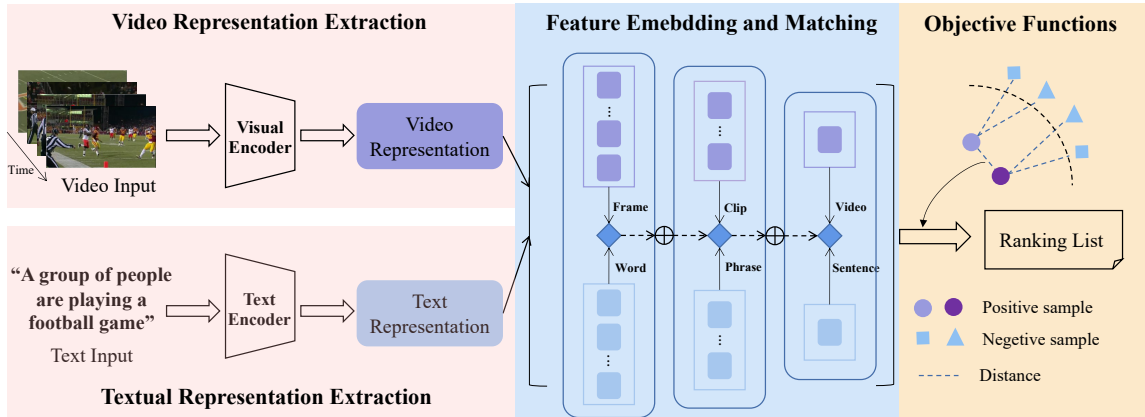 Video Representation Extraction
Time
Video Input
Visual
Encoder
Video
Representation
“A group of people
are playing a
football game”
Text Input
Text
Encoder
Text
Representation
Textual Representation Extraction
Feature Emebdding and Matching
Frame
Clip
Video
Word
Phrase
Sentence
Objective Functions
Ranking List
Positive sample
Negetive sample
Distance